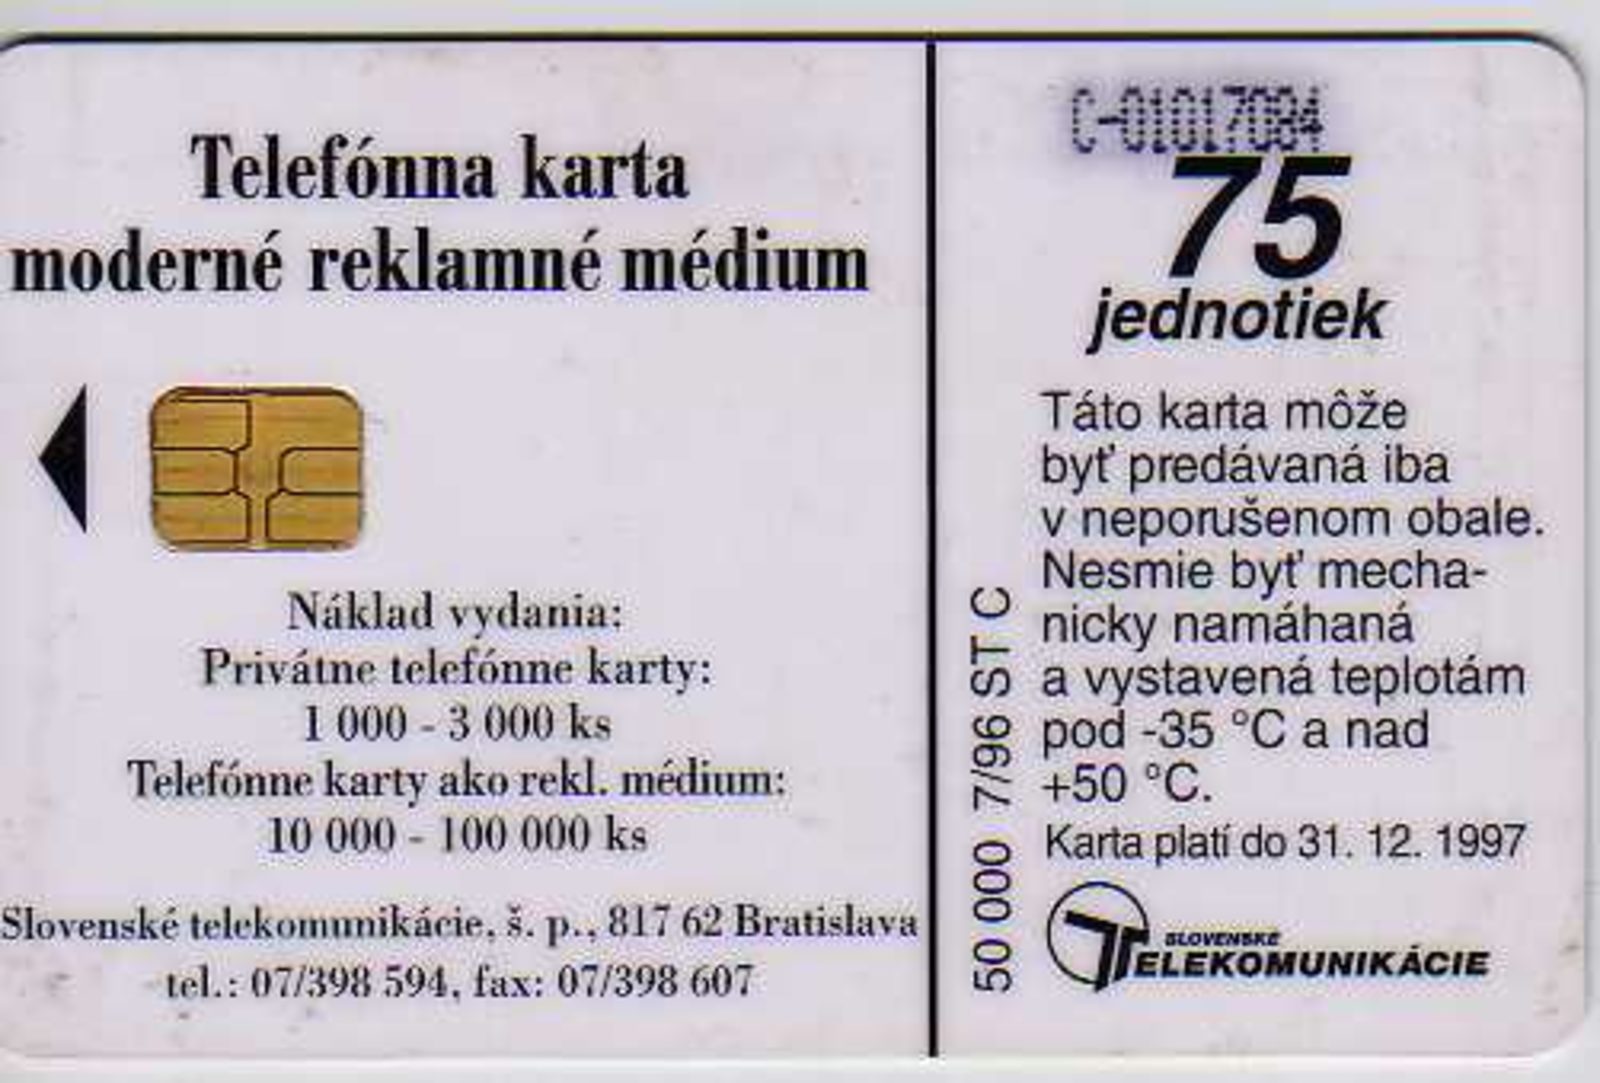 Telefónna karta
moderné reklamné médium
Náklad vydania:
Privátne telefónne karty:
1 000 - 3 000 ks
Telefónne karty ako rekl. médium:
10 000 - 100 000 ks
Slovenské telekomunikácie, š. p., 817 62 Bratislava
tel.: 07/398 594, fax: 07/398 607
C-01017084
75
jednotiek
Táto karta môže
byť predávaná iba
v neporušenom obale.
Nesmie byť mecha-
nicky namáhaná
a vystavená teplotám
pod -35 °C a nad
+50 °C.
Karta platí do 31. 12. 1997
50 000 7/96 ST C
SLOVENSKÉ
TELEKOMUNIKÁCIE